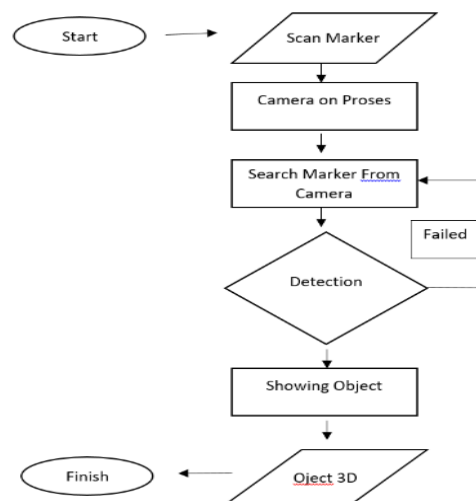 Start
Scan Marker
Camera on Proses
Search Marker From
Camera
Failed
Detection
Showing Object
Finish
Oject 3D